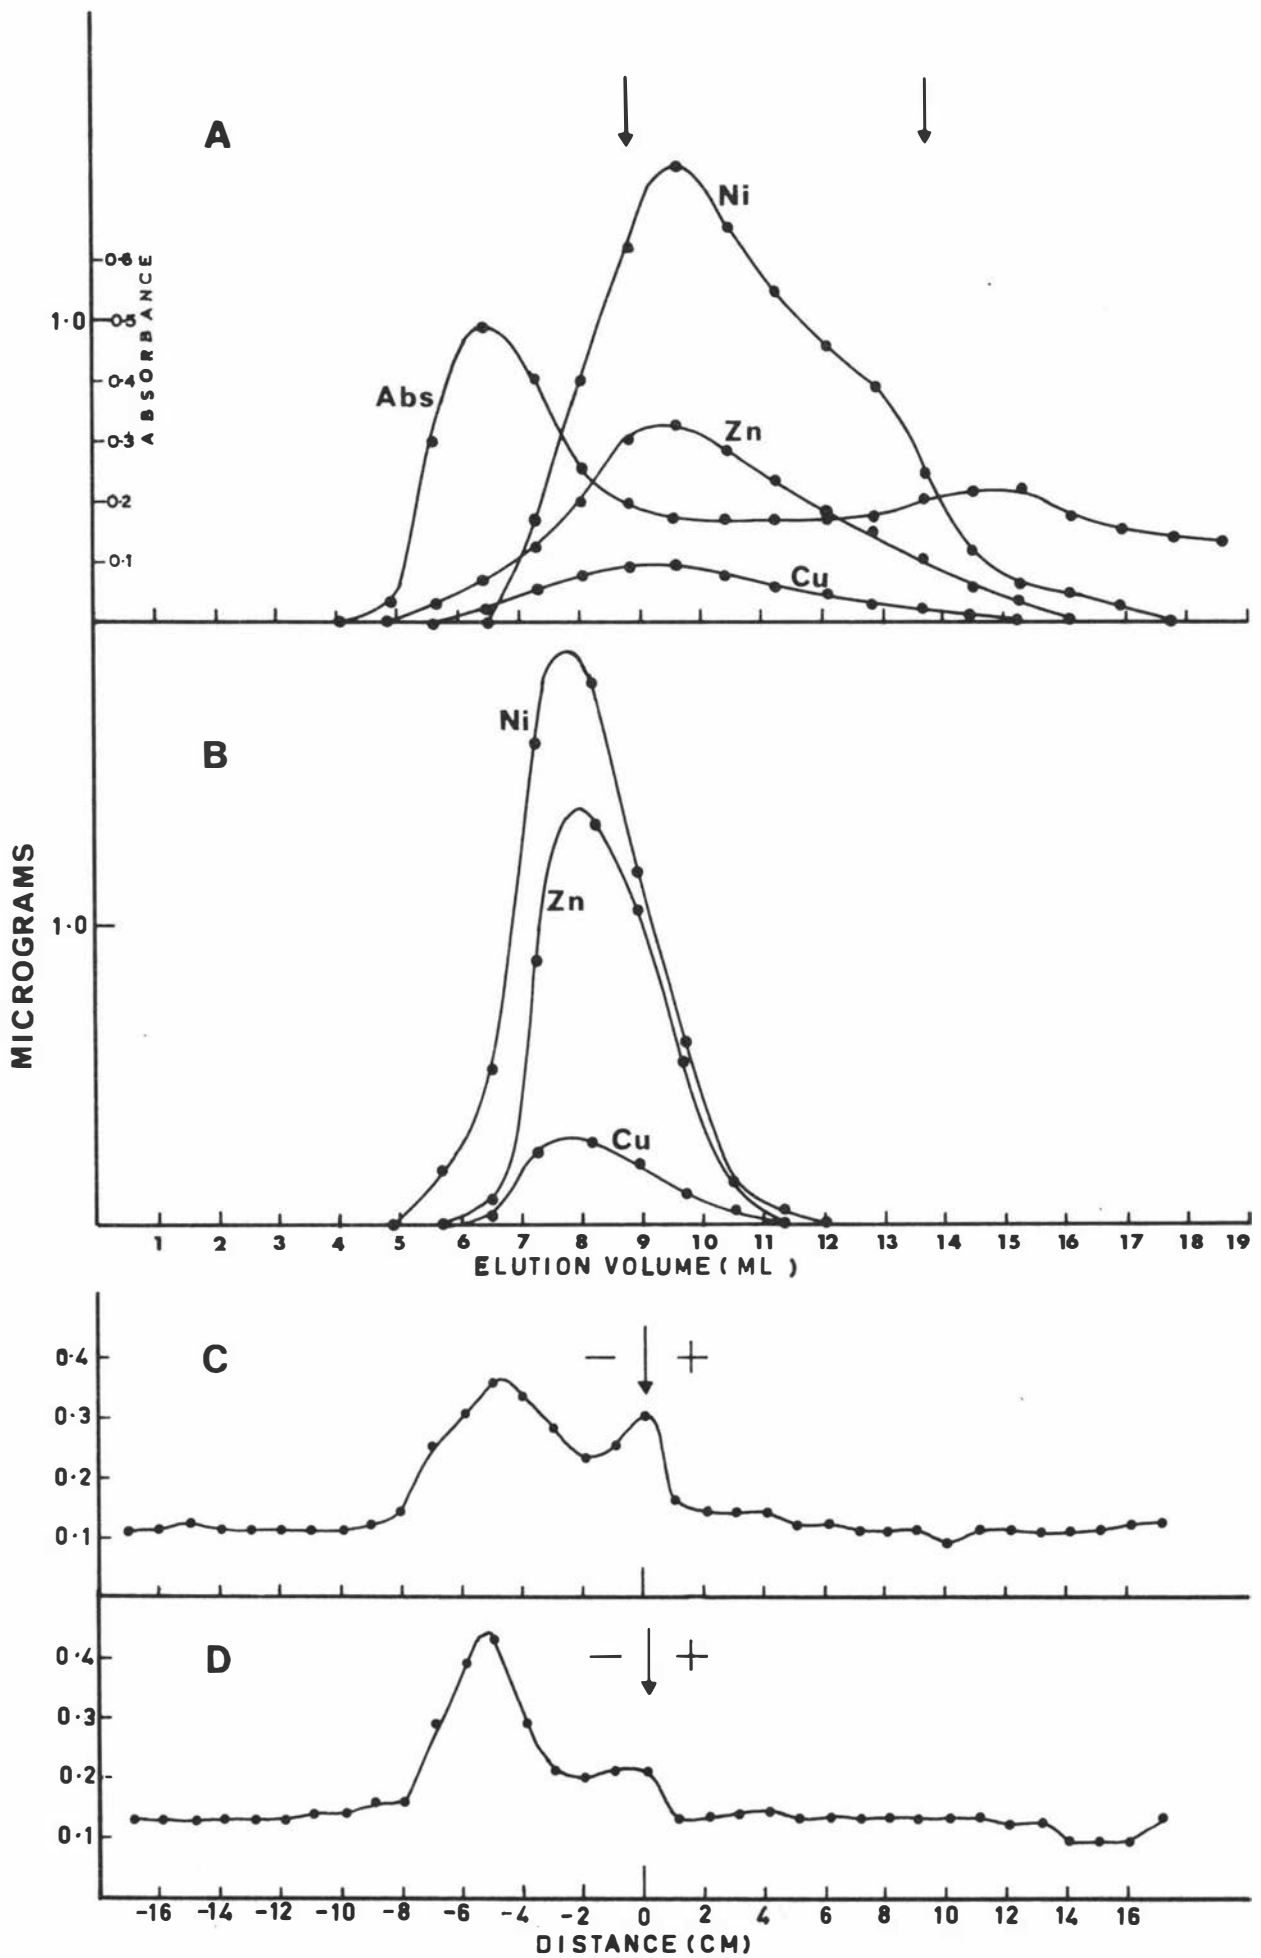 A
Ni
0.6
ABSORBANCE
1.0 0.5
0.4
Abs
0.3
Zn
0.2
0.1
Cu
Ni
B
MICROGRAMS
Zn
1.0
Cu
1 2 3 4 5 6 7 8 9 10 11 12 13 14 15 16 17 18 19
ELUTION VOLUME (ML)
0.4 C − +
0.3
0.2
0.1
0.4 D − +
0.3
0.2
0.1
-16 -14 -12 -10 -8 -6 -4 -2 0 2 4 6 8 10 12 14 16
DISTANCE (CM)